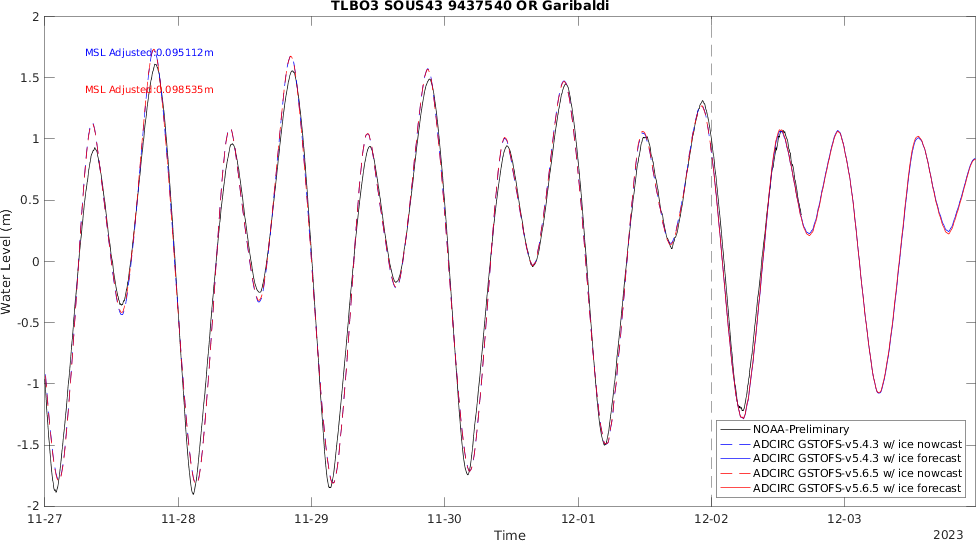 TLBO3 SOUS43 9437540 OR Garibaldi
2
1.5
1
0.5
0
-0.5
-1
-1.5
-2
Water Level (m)
MSL Adjusted:0.095112m
MSL Adjusted:0.098535m
NOAA-Preliminary
ADCIRC GSTOFS-v5.4.3 w/ ice nowcast
ADCIRC GSTOFS-v5.4.3 w/ ice forecast
ADCIRC GSTOFS-v5.6.5 w/ ice nowcast
ADCIRC GSTOFS-v5.6.5 w/ ice forecast
11-27
11-28
11-29
11-30
12-01
12-02
12-03
Time
2023